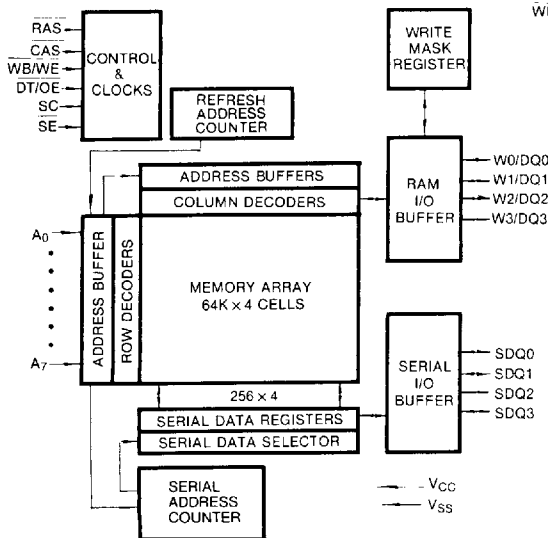 RAS
CAS
WB/WE
DT/OE
SC
SE
CONTROL
&
CLOCKS
REFRESH
ADDRESS
COUNTER
WRITE
MASK
REGISTER
ADDRESS BUFFERS
COLUMN DECODERS
RAM
I/O
BUFFER
W0/DQ0
W1/DQ1
W2/DQ2
W3/DQ3
A0
A7
ADDRESS BUFFER
ROW DECODERS
MEMORY ARRAY
64K × 4 CELLS
256 × 4
SERIAL DATA REGISTERS
SERIAL DATA SELECTOR
SERIAL
I/O
BUFFER
SDQ0
SDQ1
SDQ2
SDQ3
SERIAL
ADDRESS
COUNTER
VCC
VSS